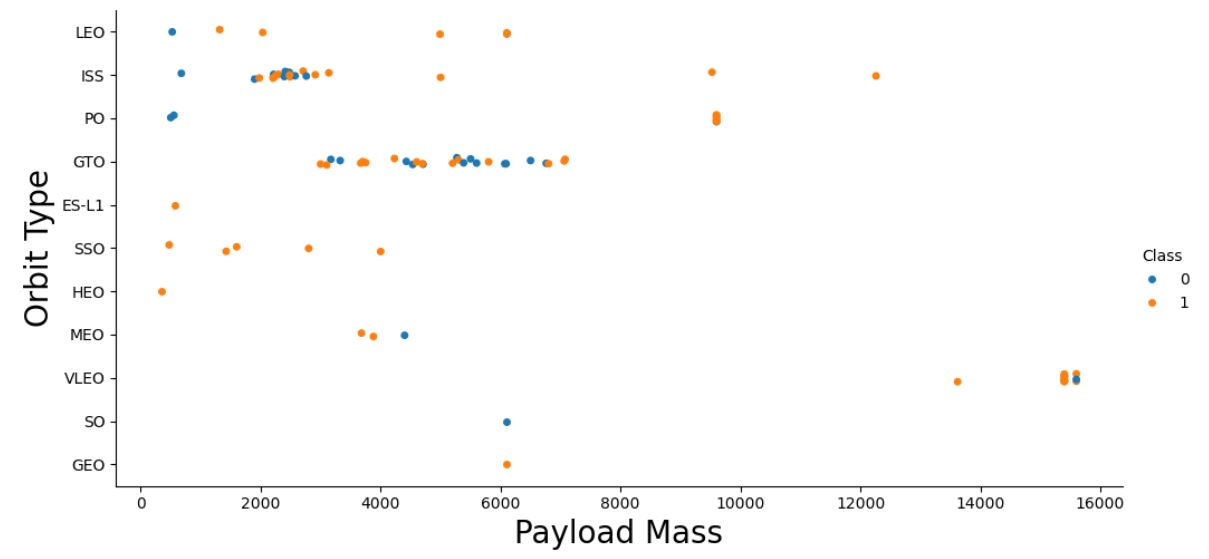 LEO
ISS
PO
GTO
ES-L1
SSO
HEO
MEO
VLEO
SO
GEO
Orbit Type
0 2000 4000 6000 8000 10000 12000 14000 16000
Payload Mass
Class
0
1